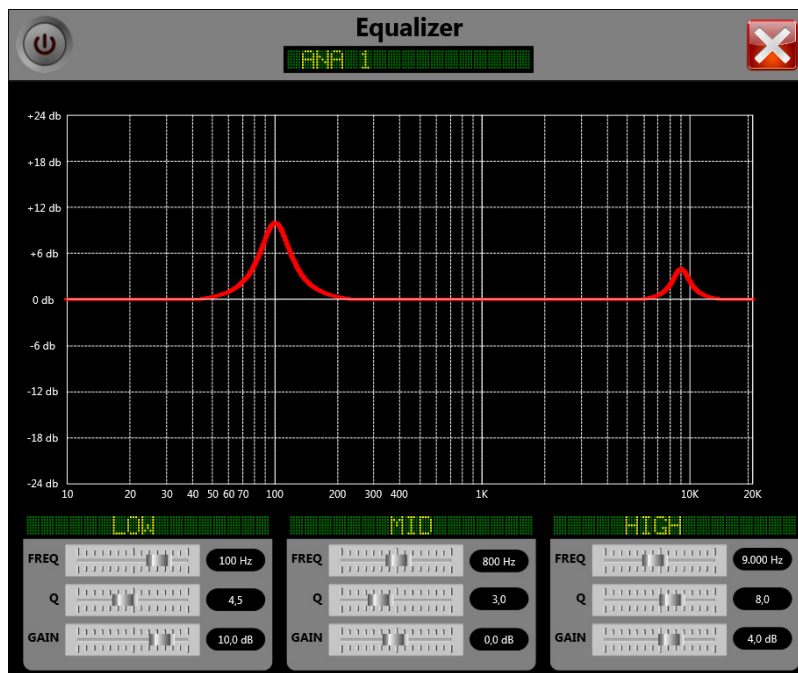 Equalizer
ANA 1
+24 db
+18 db
+12 db
+6 db
0 db
-6 db
-12 db
-18 db
-24 db
10 20 30 40 50 60 70 100 200 300 400 1K 10K 20K
LOW MID HIGH
FREQ 100 Hz FREQ 800 Hz FREQ 9.000 Hz
Q 4,5 Q 3,0 Q 8,0
GAIN 10,0 dB GAIN 0,0 dB GAIN 4,0 dB